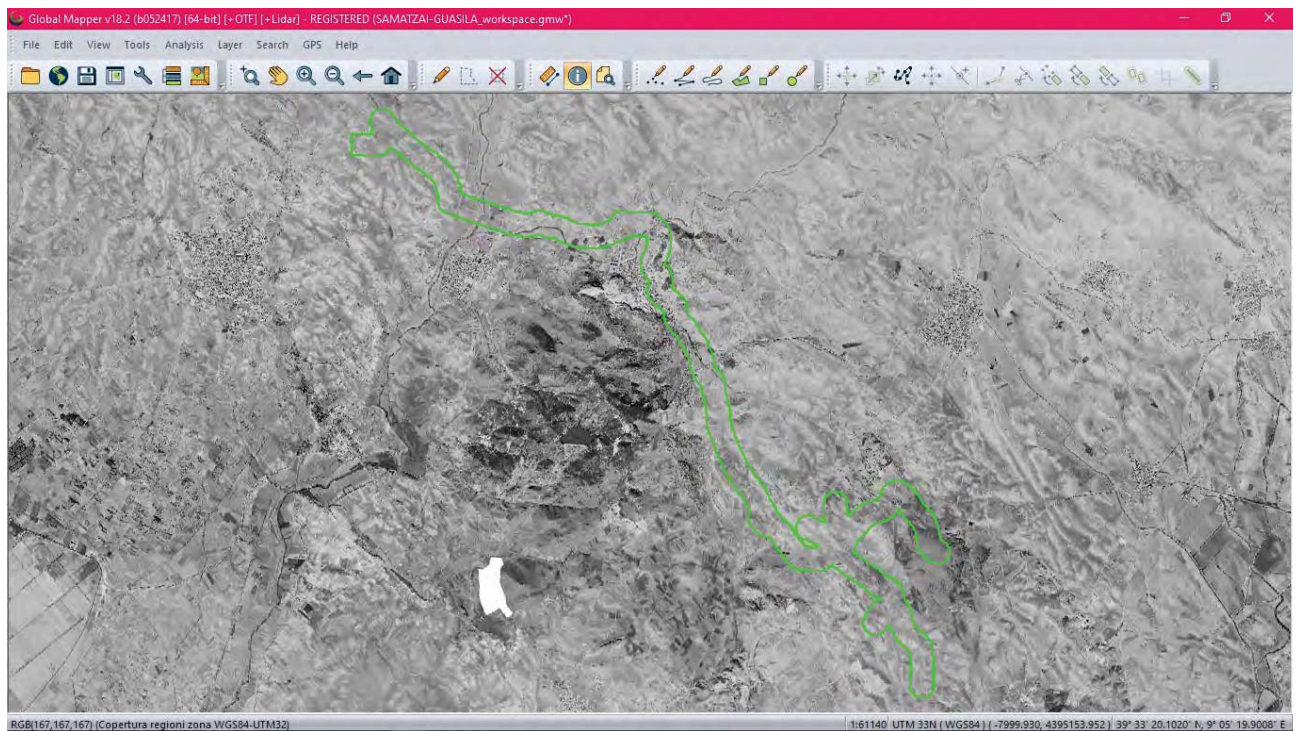 Global Mapper v18.2 (b052417) [64-bit] [+OTF] [+Lidar] - REGISTERED (SAMATZAI-GUASILA_workspace.gmw*)
File Edit View Tools Analysis Layer Search GPS Help
RGB(167,167,167) (Copertura regioni zona WGS84-UTM32)
1:61140 UTM 33N ( WGS84 ) ( -7999.930, 4395153.952 ) 39° 33' 20.1020" N, 9° 05' 19.9008" E